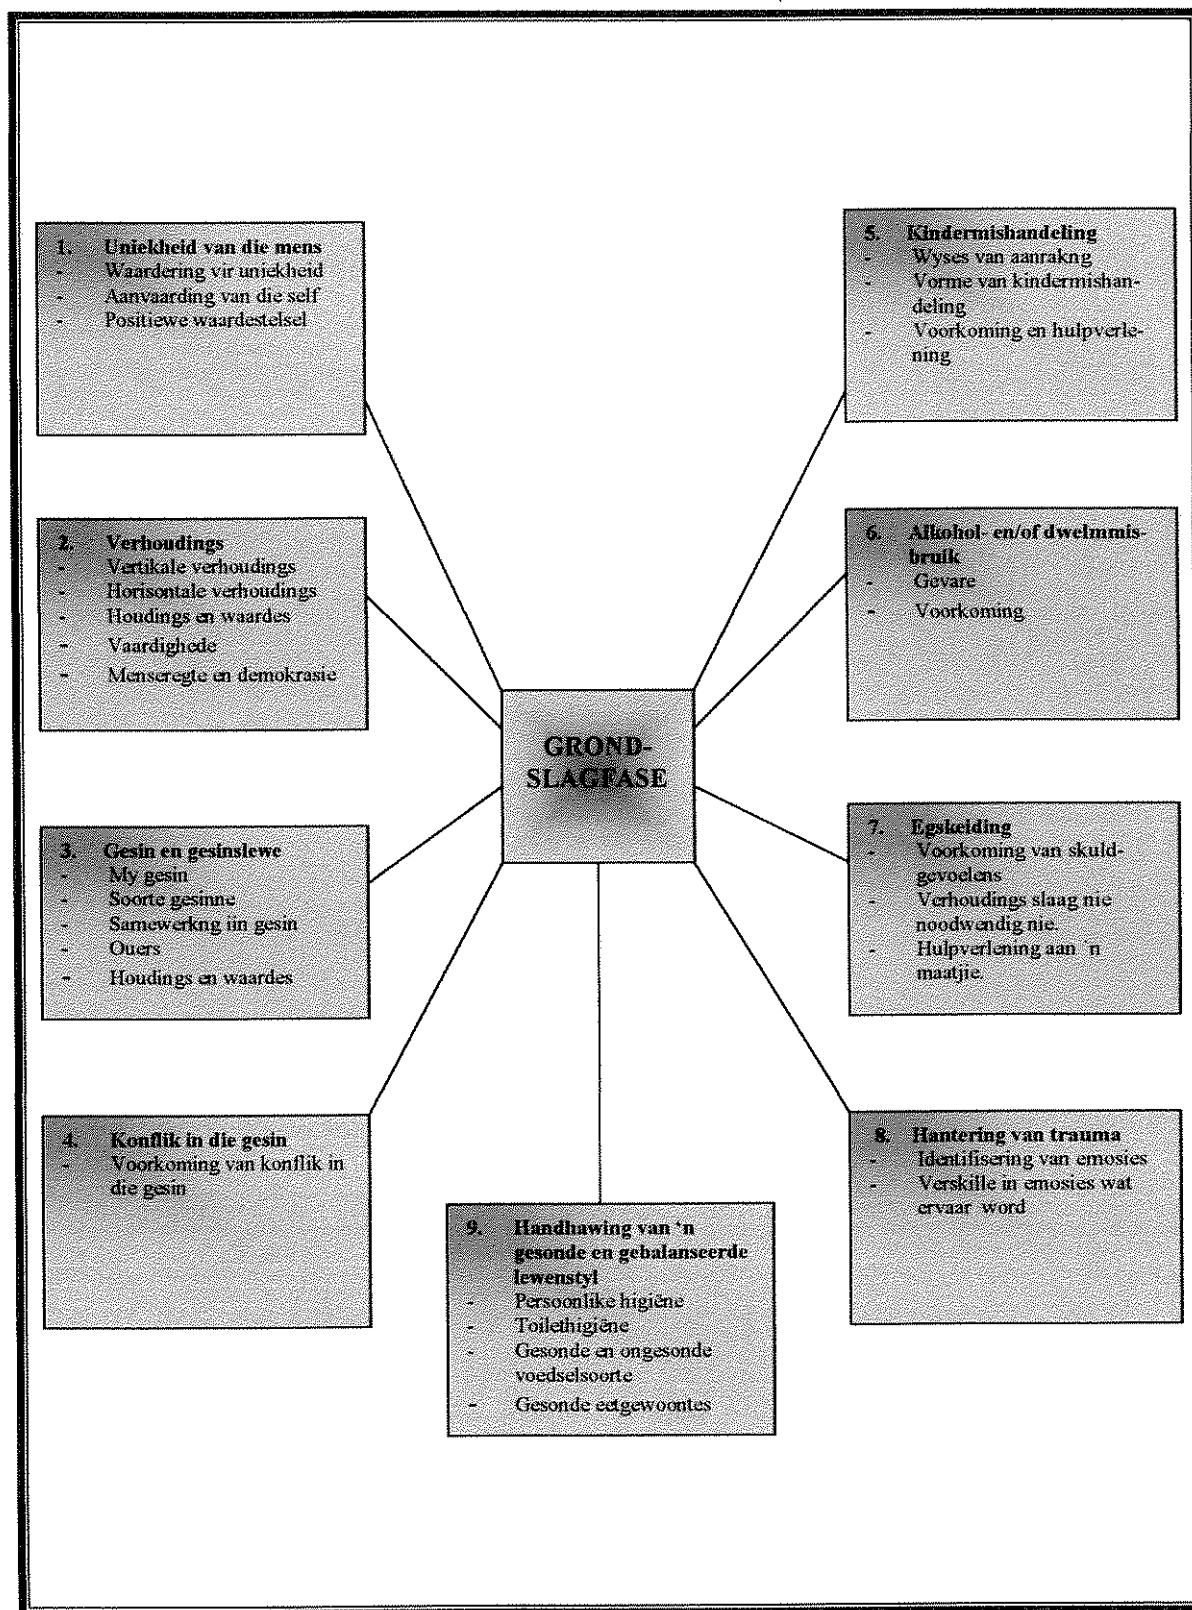 1. Uniekheid van die mens
- Waardering vir uniekheid
- Aanvaarding van die self
- Positiewe waardestelsel
2. Verhoudings
- Vertikale verhoudings
- Horisontale verhoudings
- Houdings en waardes
- Vaardighede
- Menseregte en demokrasie
3. Gesin en gesinslewe
- My gesin
- Soorte gesinne
- Samewerkng iin gesin
- Ouers
- Houdings en waardes
4. Konflik in die gesin
- Voorkoming van konflik in
die gesin
GROND-
SLAGFASE
5. Kindermishandeling
- Wyses van aanrakng
- Vorme van kindermishan-
deling
- Voorkoming en hulpverle-
ning
6. Alkohol- en/of dwelmmis-
bruik
- Gevare
- Voorkoming
7. Egskeiding
- Voorkoming van skuld-
gevoelens
- Verhoudings slaag nie
noodwendig nie.
- Hulpverlening aan 'n
maatjie.
8. Hantering van trauma
- Identifisering van emosies
- Verskille in emosies wat
ervaar word
9. Handhawing van 'n
gesonde en gebalanseerde
lewenstyl
- Persoonlike higiëne
- Toilethigiëne
- Gesonde en ongesonde
voedselsoorte
- Gesonde eetgewoontes